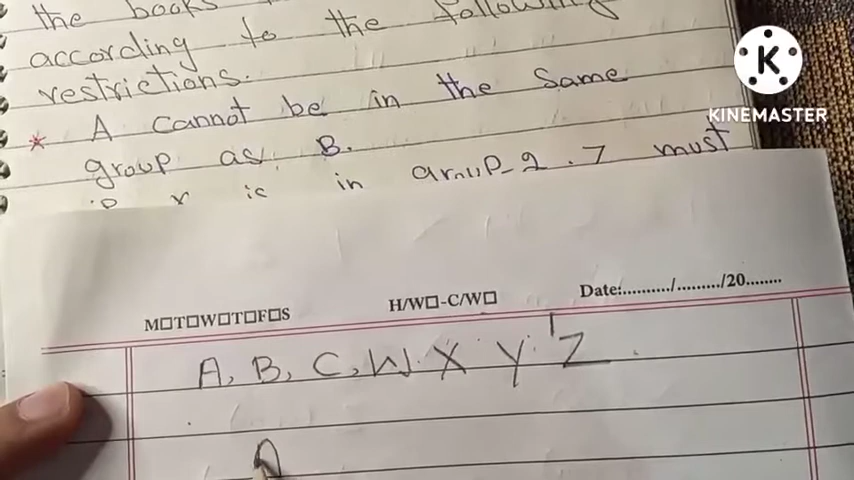 the books
according to the following
restrictions.
* A cannot be in the same
group as B.
is in group-2. Z must
K
KINEMASTER
M□T□W□T□F□S H/W□-C/W□ Date:........./........./20........
A, B, C, W X Y Z